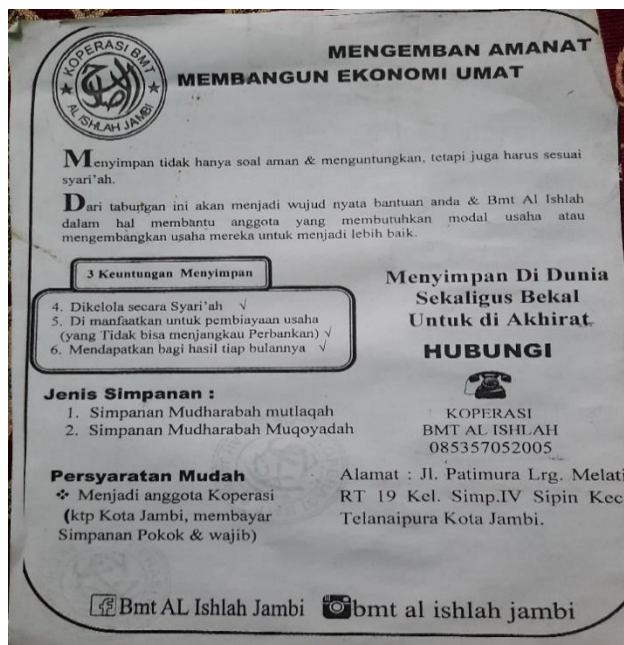 KOPERASI BMT
AL ISHLAH JAMBI
MENGEMBAN AMANAT
MEMBANGUN EKONOMI UMAT
Menyimpan tidak hanya soal aman & menguntungkan, tetapi juga harus sesuai
syari'ah.
Dari tabungan ini akan menjadi wujud nyata bantuan anda & Bmt Al Ishlah
dalam hal membantu anggota yang membutuhkan modal usaha atau
mengembangkan usaha mereka untuk menjadi lebih baik.
3 Keuntungan Menyimpan
4. Dikelola secara Syari'ah √
5. Di manfaatkan untuk pembiayaan usaha
(yang Tidak bisa menjangkau Perbankan) √
6. Mendapatkan bagi hasil tiap bulannya √
Menyimpan Di Dunia
Sekaligus Bekal
Untuk di Akhirat
HUBUNGI
KOPERASI
BMT AL ISHLAH
085357052005
Jenis Simpanan :
1. Simpanan Mudharabah mutlaqah
2. Simpanan Mudharabah Muqoyadah
Persyaratan Mudah
❖ Menjadi anggota Koperasi
(ktp Kota Jambi, membayar
Simpanan Pokok & wajib)
Alamat : Jl. Patimura Lrg. Melati
RT 19 Kel. Simp.IV Sipin Kec
Telanaipura Kota Jambi.
Bmt AL Ishlah Jambi
bmt al ishlah jambi